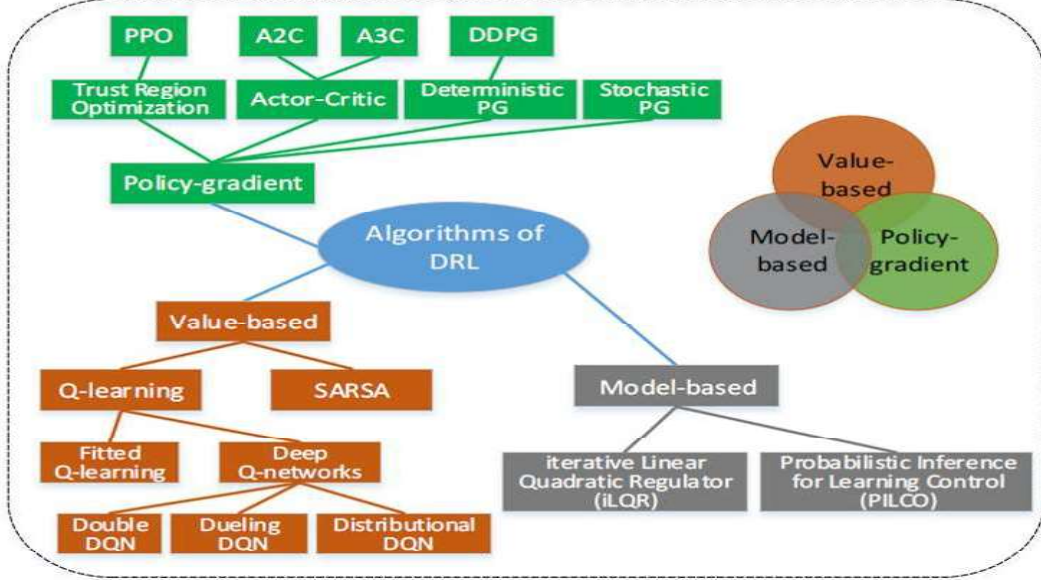 PPO
A2C
A3C
DDPG
Trust Region
Optimization
Actor-Critic
Deterministic
PG
Stochastic
PG
Policy-gradient
Algorithms of
DRL
Value-
based
Model-
based
Policy-
gradient
Value-based
Q-learning
SARSA
Model-based
Fitted
Q-learning
Deep
Q-networks
iterative Linear
Quadratic Regulator
(iLQR)
Probabilistic Inference
for Learning Control
(PILCO)
Double
DQN
Dueling
DQN
Distributional
DQN